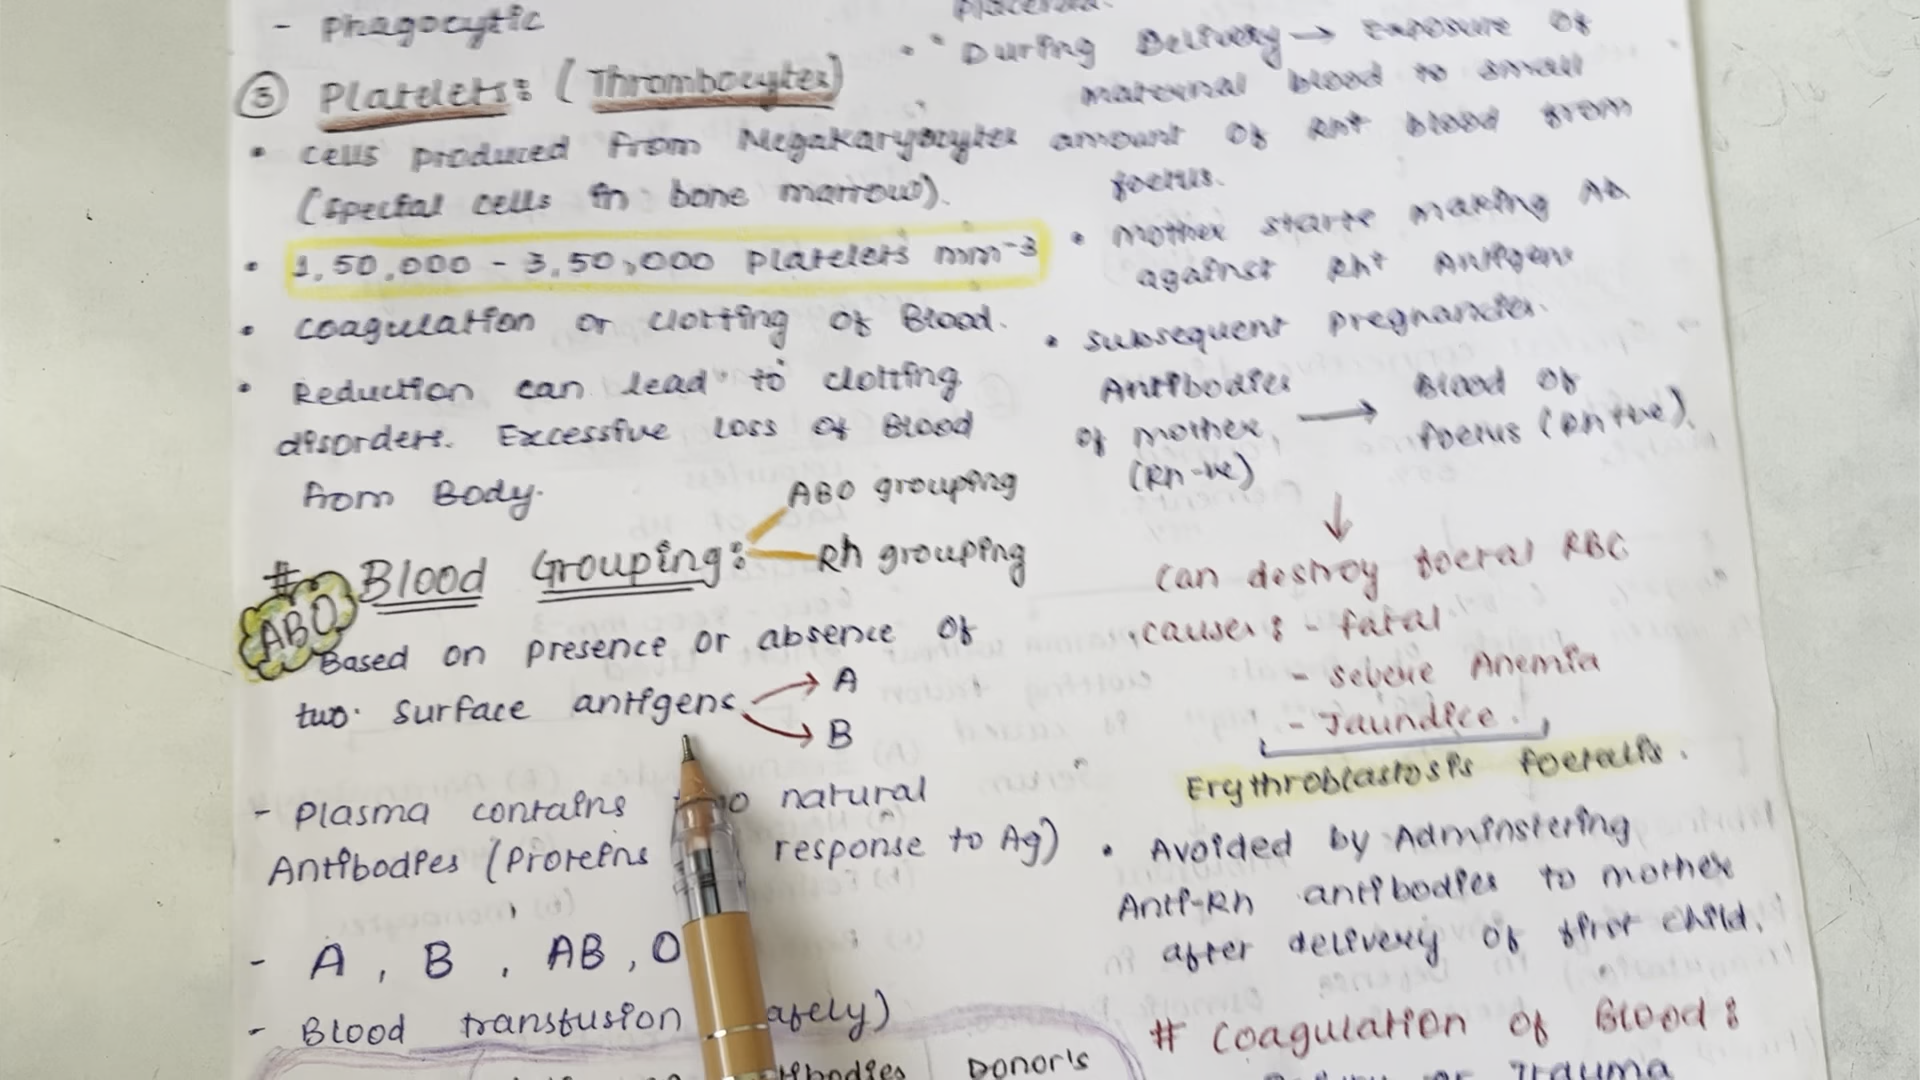 - Phagocytic
③ Platelets: (Thrombocytes)
• cells produced from Megakaryocytes
(special cells in bone marrow).
• 1,50,000 - 3,50,000 platelets mm⁻³
• coagulation or clotting of Blood.
• Reduction can lead to clotting
disorders. Excessive loss of Blood
from Body.
# Blood Grouping:
ABO grouping
Rh grouping
ABO
Based on presence or absence of
two surface antigens
A
B
- Plasma contains natural
Antibodies (Proteins response to Ag)
- A, B, AB, O
- Blood transfusion
Donor's
placenta.
• During Delivery → Exposure of
maternal blood to small
amount of Rh+ blood from
foetus.
• mother starts making Ab
against Rh+ Antigens
• subsequent pregnancies.
Antibodies
of mother,
(Rh-ve)
→ Blood of
foetus (Rh+ve).
↓
can destroy foetal RBC
causes: - fatal
- severe Anemia
- Jaundice.
Erythroblastosis foetalis.
• Avoided by Adminstering
Anti-Rh antibodies to mother
after delivery of first child.
# Coagulation of Blood:
or Trauma